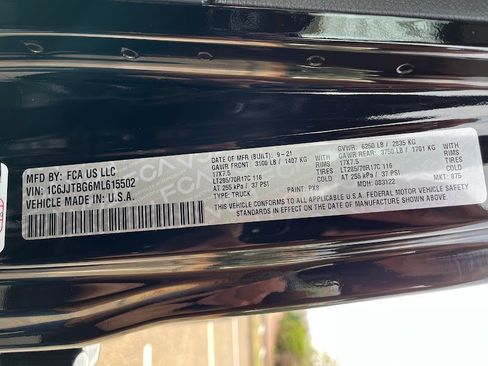 MFD BY: FCA US LLC
VIN: 1C6JJTBG6ML615502
VEHICLE MADE IN: U.S.A.
DATE OF MFR (BUILT): 9-21
GAWR FRONT: 3100 LB / 1407 KG
WITH
17X7.5
RIMS
LT285/70R17C 116
TIRES
AT 255 kPa / 37 PSI
TYPE: TRUCK
PAINT: PX8
GVWR: 6250 LB / 2835 KG
GAWR REAR: 3750 LB / 1701 KG
WITH
17X7.5
RIMS
LT285/70R17C 116
TIRES
AT 255 kPa / 37 PSI
MDH: 083122
MKT: 875
THIS VEHICLE CONFORMS TO ALL APPLICABLE U.S.A. FEDERAL MOTOR VEHICLE SAFETY
STANDARDS IN EFFECT ON THE DATE OF MANUFACTURE SHOWN ABOVE.